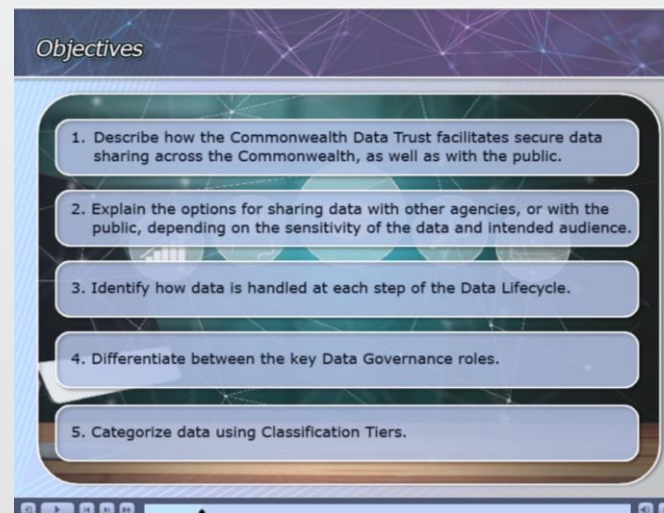 Objectives
1. Describe how the Commonwealth Data Trust facilitates secure data
sharing across the Commonwealth, as well as with the public.
2. Explain the options for sharing data with other agencies, or with the
public, depending on the sensitivity of the data and intended audience.
3. Identify how data is handled at each step of the Data Lifecycle.
4. Differentiate between the key Data Governance roles.
5. Categorize data using Classification Tiers.